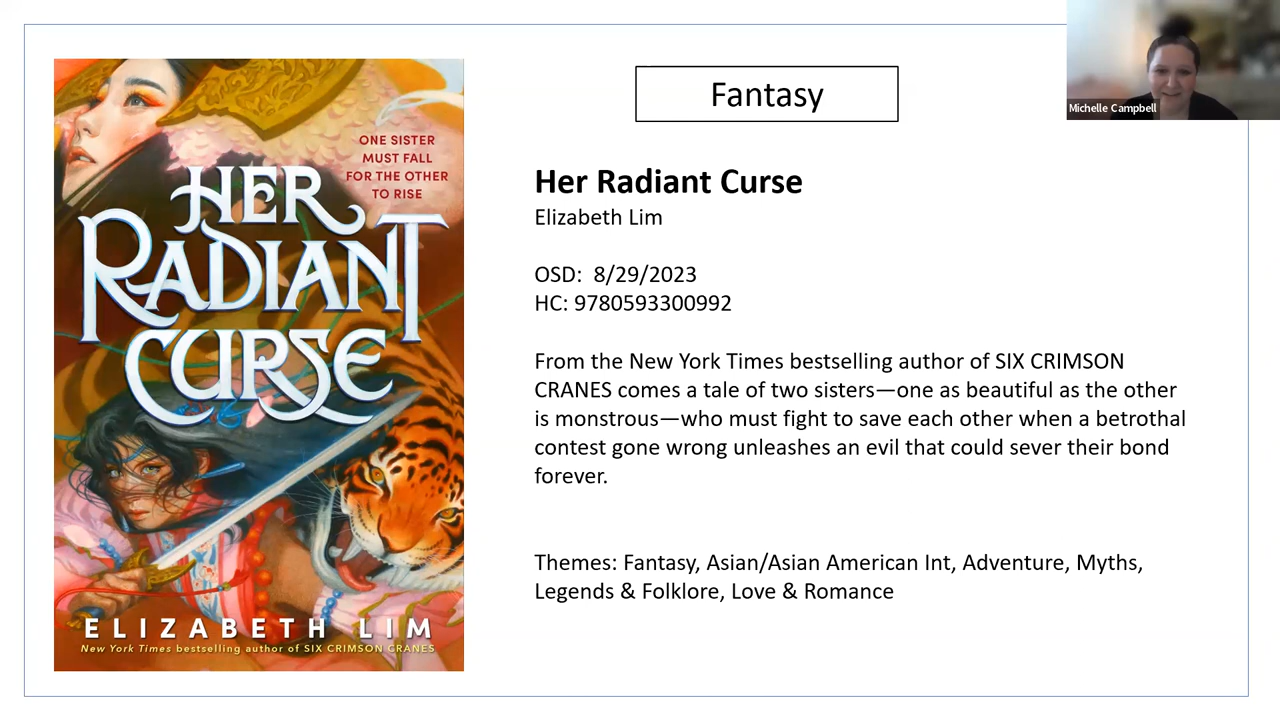 Fantasy
Michelle Campbell
ONE SISTER
MUST FALL
FOR THE OTHER
TO RISE
HER
RADIANT
CURSE
ELIZABETH LIM
New York Times bestselling author of SIX CRIMSON CRANES
Her Radiant Curse
Elizabeth Lim
OSD:  8/29/2023
HC: 9780593300992
From the New York Times bestselling author of SIX CRIMSON
CRANES comes a tale of two sisters—one as beautiful as the other
is monstrous—who must fight to save each other when a betrothal
contest gone wrong unleashes an evil that could sever their bond
forever.
Themes: Fantasy, Asian/Asian American Int, Adventure, Myths,
Legends & Folklore, Love & Romance